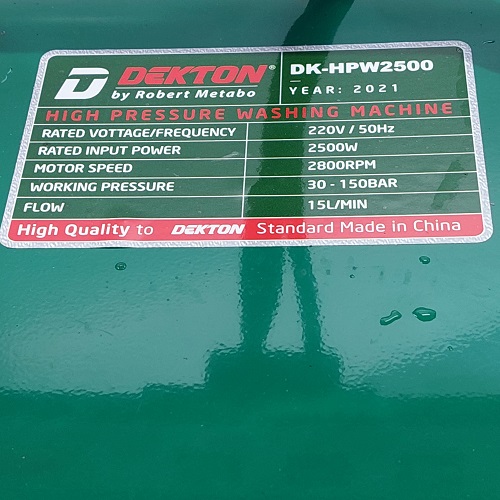 DEKTON®
by Robert Metabo
DK-HPW2500
YEAR: 2021
HIGH PRESSURE WASHING MACHINE
RATED VOTTAGE/FREQUENCY 220V / 50Hz
RATED INPUT POWER 2500W
MOTOR SPEED 2800RPM
WORKING PRESSURE 30 - 150BAR
FLOW 15L/MIN
High Quality to DEKTON Standard Made in China